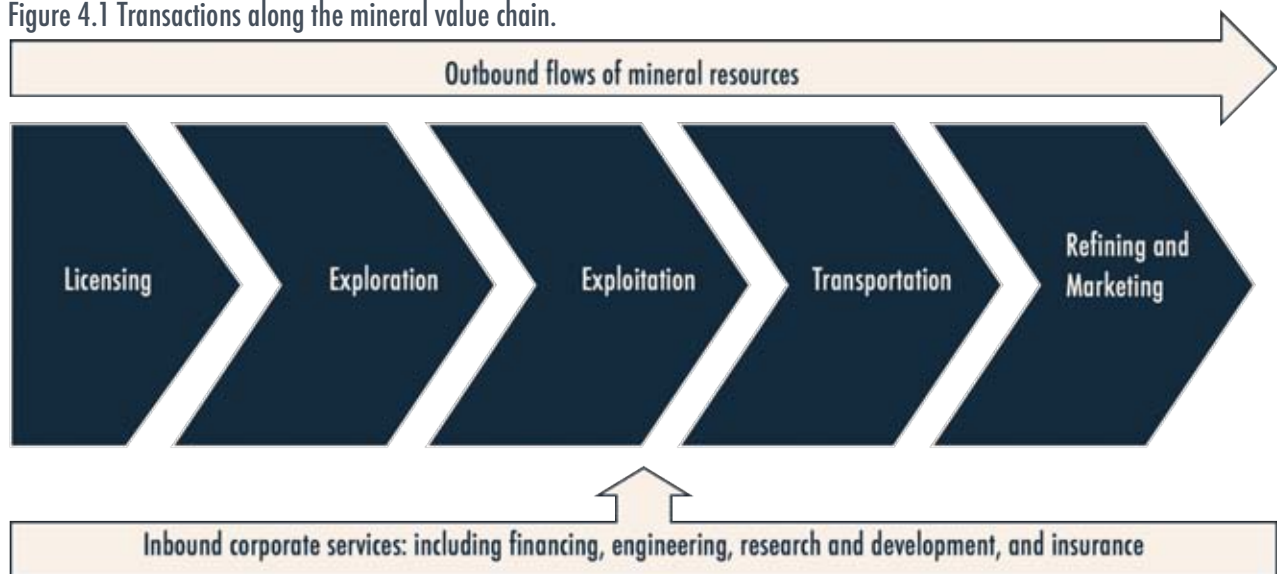 Figure 4.1 Transactions along the mineral value chain.
Outbound flows of mineral resources
Licensing
Exploration
Exploitation
Transportation
Refining and
Marketing
Inbound corporate services: including financing, engineering, research and development, and insurance